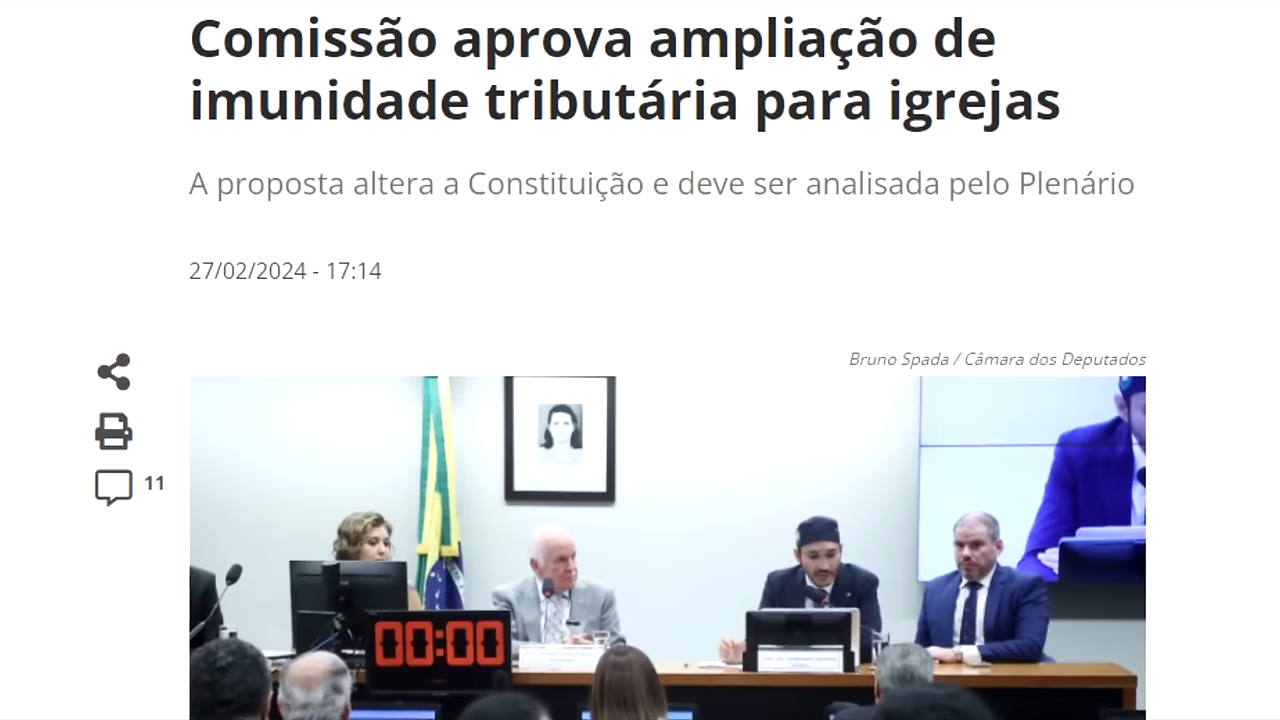 Comissão aprova ampliação de
imunidade tributária para igrejas
A proposta altera a Constituição e deve ser analisada pelo Plenário
27/02/2024 - 17:14
Bruno Spada / Câmara dos Deputados
11
00:00